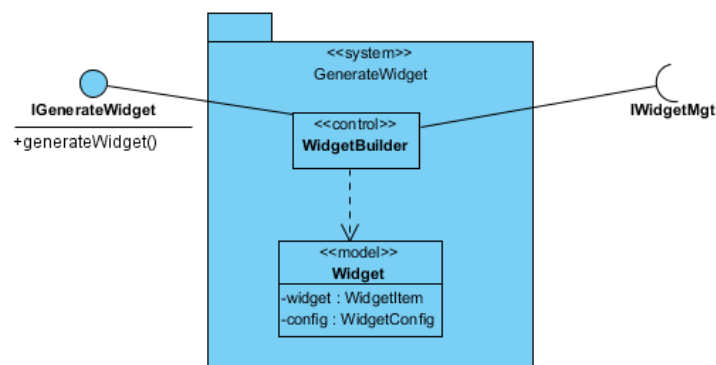 <<system>>
GenerateWidget
IGenerateWidget
+generateWidget()
IWidgetMgt
<<control>>
WidgetBuilder
<<model>>
Widget
-widget : WidgetItem
-config : WidgetConfig